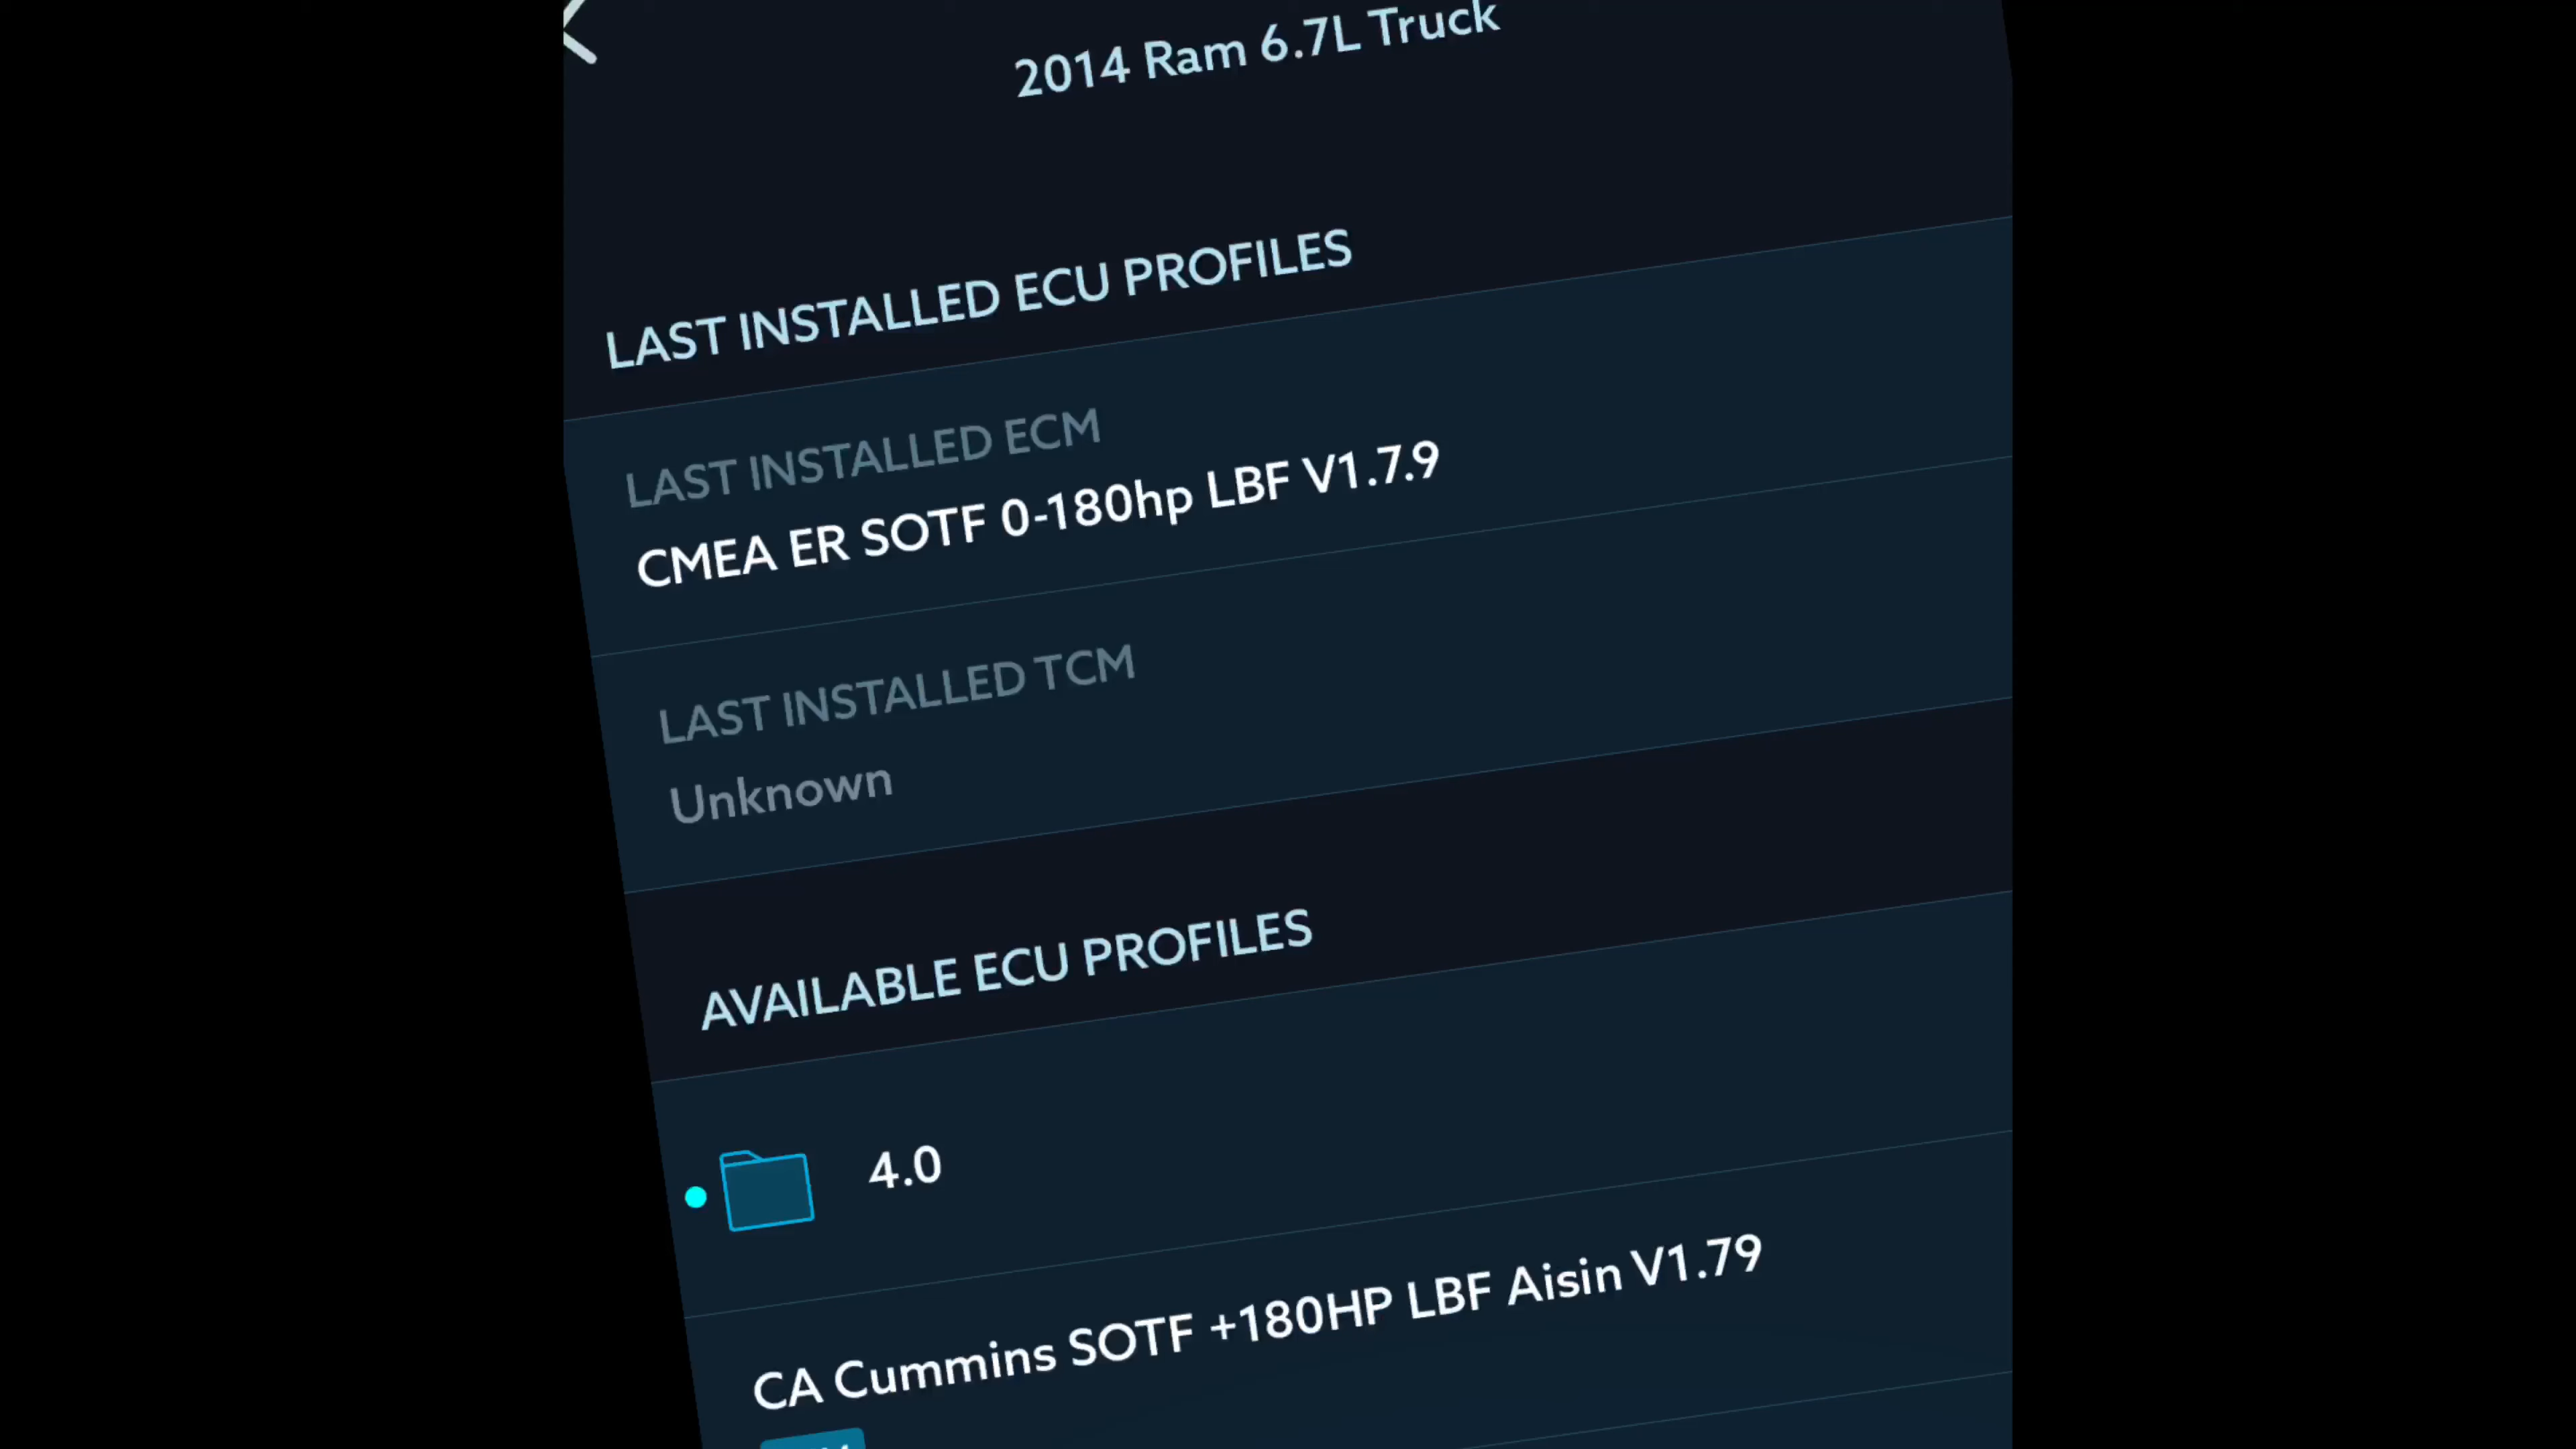 2014 Ram 6.7L Truck
LAST INSTALLED ECU PROFILES
LAST INSTALLED ECM
CMEA ER SOTF 0-180hp LBF V1.7.9
LAST INSTALLED TCM
Unknown
AVAILABLE ECU PROFILES
4.0
CA Cummins SOTF +180HP LBF Aisin V1.79